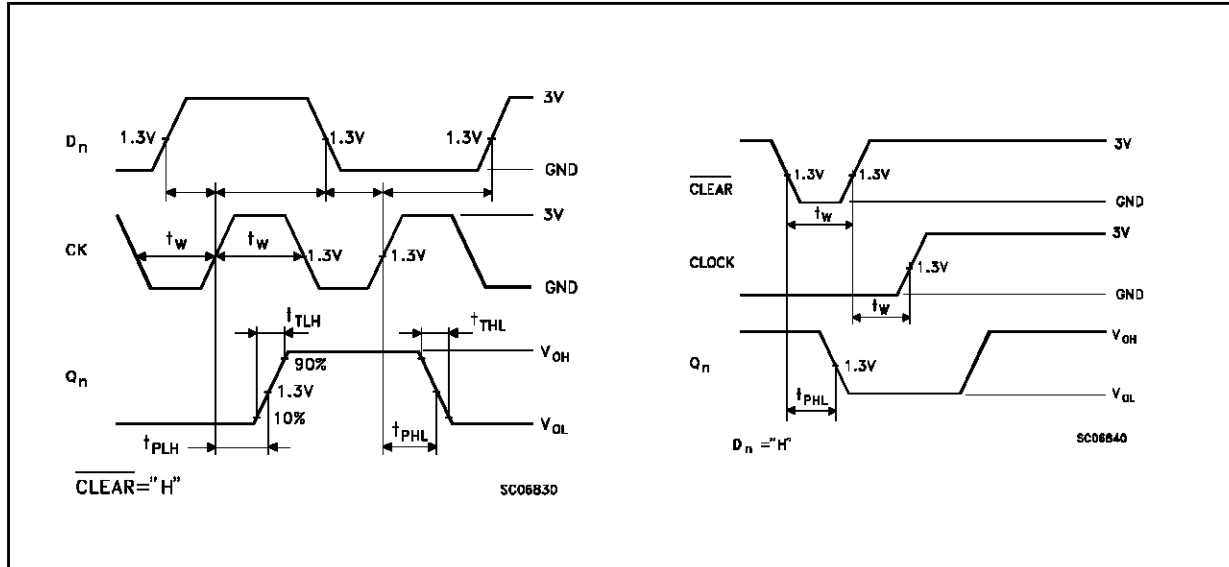 Dn
1.3V
1.3V
1.3V
3V
GND
CK
tW
tW
1.3V
1.3V
3V
GND
Qn
tTLH
tTHL
90%
1.3V
10%
VOH
VOL
tPLH
tPHL
CLEAR="H"
SC06830
CLEAR
1.3V
1.3V
3V
GND
tW
CLOCK
1.3V
3V
GND
tW
Qn
1.3V
VOH
VOL
tPHL
Dn ="H"
SC06840